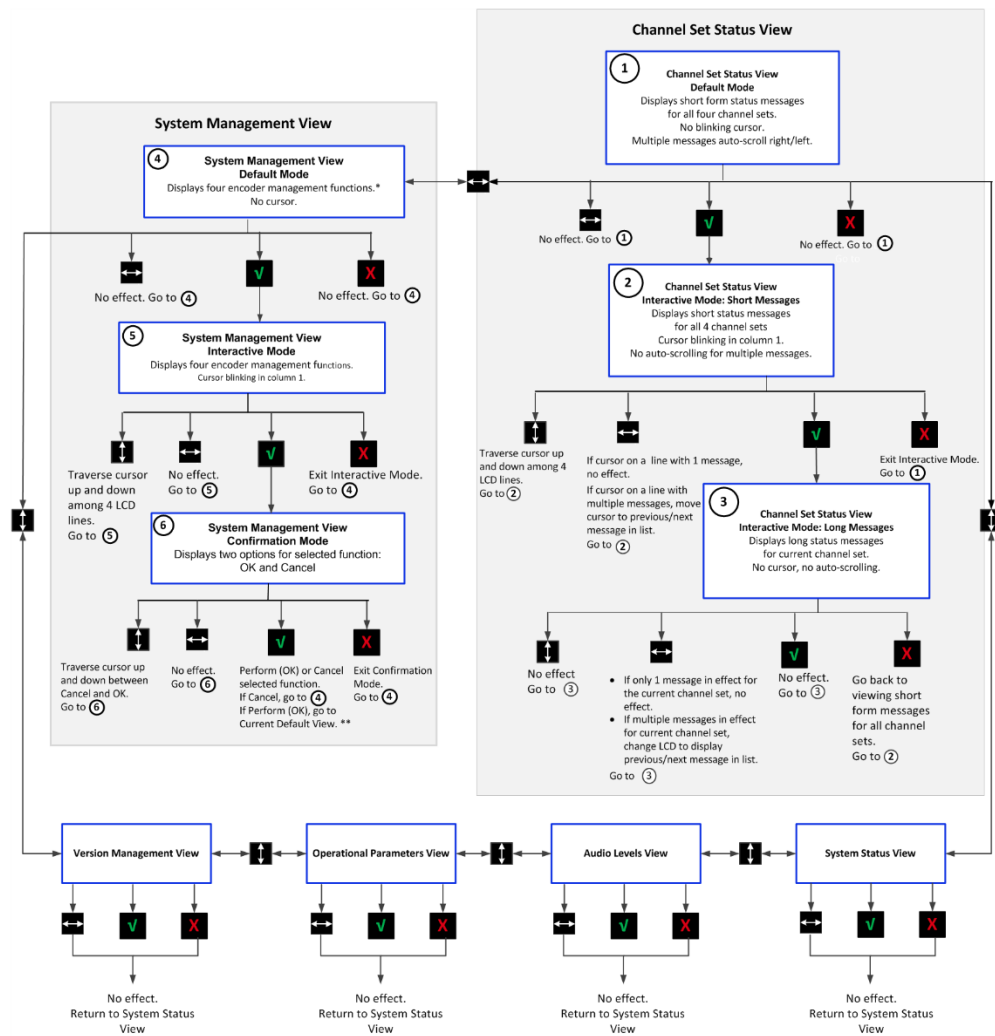 Channel Set Status View
1
Channel Set Status View
Default Mode
Displays short form status messages
for all four channel sets.
No blinking cursor.
Multiple messages auto-scroll right/left.
√
X
No effect. Go to 1
No effect. Go to 1
2
Channel Set Status View
Interactive Mode: Short Messages
Displays short status messages
for all 4 channel sets
Cursor blinking in column 1.
No auto-scrolling for multiple messages.
√
X
Traverse cursor up
and down among 4
LCD lines.
Go to 2
If cursor on a line with 1 message,
no effect.
If cursor on a line with
multiple messages, move
cursor to previous/next
message in list.
Go to 2
Exit Interactive Mode.
Go to 1
3
Channel Set Status View
Interactive Mode: Long Messages
Displays long status messages
for current channel set.
No cursor, no auto-scrolling.
√
X
No effect
Go to 3
• If only 1 message in effect for
the current channel set, no
effect.
• If multiple messages in effect
for current channel set,
change LCD to display
previous/next message in list.
Go to 3
No effect.
Go to 3
Go back to
viewing short
form messages
for all channel
sets.
Go to 2
System Management View
4
System Management View
Default Mode
Displays four encoder management functions.*
No cursor.
√
X
No effect. Go to 4
No effect. Go to 4
5
System Management View
Interactive Mode
Displays four encoder management functions.
Cursor blinking in column 1.
√
X
Traverse cursor
up and down
among 4 LCD
lines.
Go to 5
No effect.
Go to 5
Exit Interactive Mode.
Go to 4
6
System Management View
Confirmation Mode
Displays two options for selected function:
OK and Cancel
√
X
Traverse cursor up
and down between
Cancel and OK.
Go to 6
No effect.
Go to 6
Perform (OK) or Cancel
selected function.
If Cancel, go to 4
If Perform (OK), go to
Current Default View. **
Exit Confirmation
Mode.
Go to 4
Version Management View
Operational Parameters View
Audio Levels View
System Status View
√
X
√
X
√
X
√
X
No effect.
Return to System Status
View
No effect.
Return to System Status
View
No effect.
Return to System Status
View
No effect.
Return to System Status
View